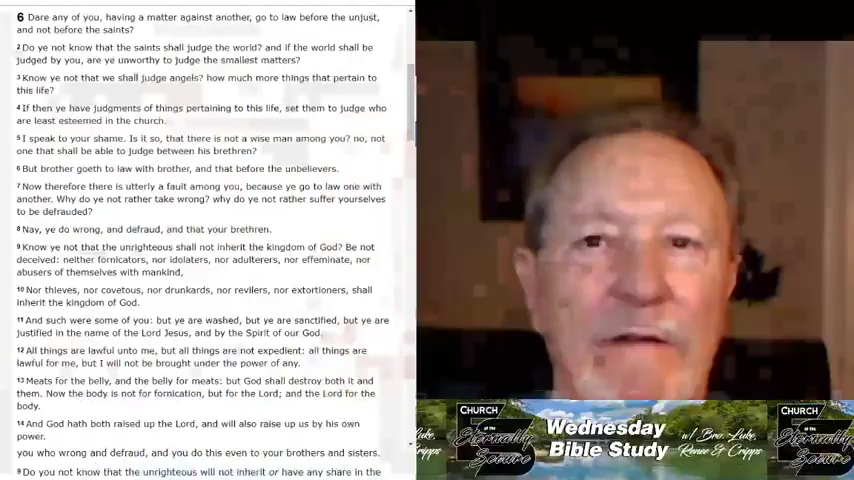 6 Dare any of you, having a matter against another, go to law before the unjust,
and not before the saints?
2 Do ye not know that the saints shall judge the world? and if the world shall be
judged by you, are ye unworthy to judge the smallest matters?
3 Know ye not that we shall judge angels? how much more things that pertain to
this life?
4 If then ye have judgments of things pertaining to this life, set them to judge who
are least esteemed in the church.
5 I speak to your shame. Is it so, that there is not a wise man among you? no, not
one that shall be able to judge between his brethren?
6 But brother goeth to law with brother, and that before the unbelievers.
7 Now therefore there is utterly a fault among you, because ye go to law one with
another. Why do ye not rather take wrong? why do ye not rather suffer yourselves
to be defrauded?
8 Nay, ye do wrong, and defraud, and that your brethren.
9 Know ye not that the unrighteous shall not inherit the kingdom of God? Be not
deceived: neither fornicators, nor idolaters, nor adulterers, nor effeminate, nor
abusers of themselves with mankind,
10 Nor thieves, nor covetous, nor drunkards, nor revilers, nor extortioners, shall
inherit the kingdom of God.
11 And such were some of you: but ye are washed, but ye are sanctified, but ye are
justified in the name of the Lord Jesus, and by the Spirit of our God.
12 All things are lawful unto me, but all things are not expedient: all things are
lawful for me, but I will not be brought under the power of any.
13 Meats for the belly, and the belly for meats: but God shall destroy both it and
them. Now the body is not for fornication, but for the Lord; and the Lord for the
body.
14 And God hath both raised up the Lord, and will also raise up us by his own
power.
you who wrong and defraud, and you do this even to your brothers and sisters.
9 Do you not know that the unrighteous will not inherit or have any share in the
CHURCH
of the
Eternally
Secure
Wednesday
Bible Study
w/ Bro. Luke,
Renee & Cripps
Luke,
Cripps
CHURCH
of the
Eternally
Secure